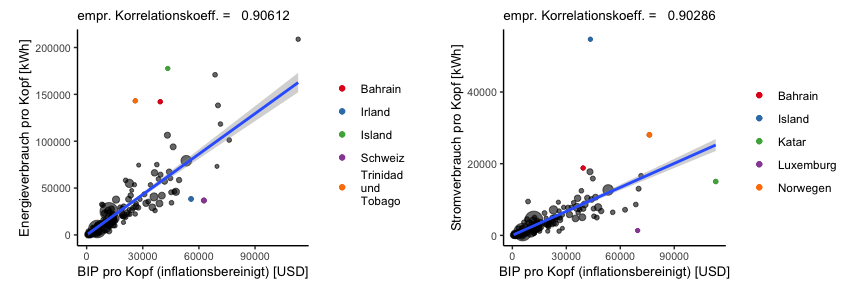 empr. Korrelationskoeff. = 0.90612
Energieverbrauch pro Kopf [kWh]
200000
150000
100000
50000
0
0 30000 60000 90000
BIP pro Kopf (inflationsbereinigt) [USD]
Bahrain
Irland
Island
Schweiz
Trinidad
und
Tobago
empr. Korrelationskoeff. = 0.90286
Stromverbrauch pro Kopf [kWh]
40000
20000
0
0 30000 60000 90000
BIP pro Kopf (inflationsbereinigt) [USD]
Bahrain
Island
Katar
Luxemburg
Norwegen